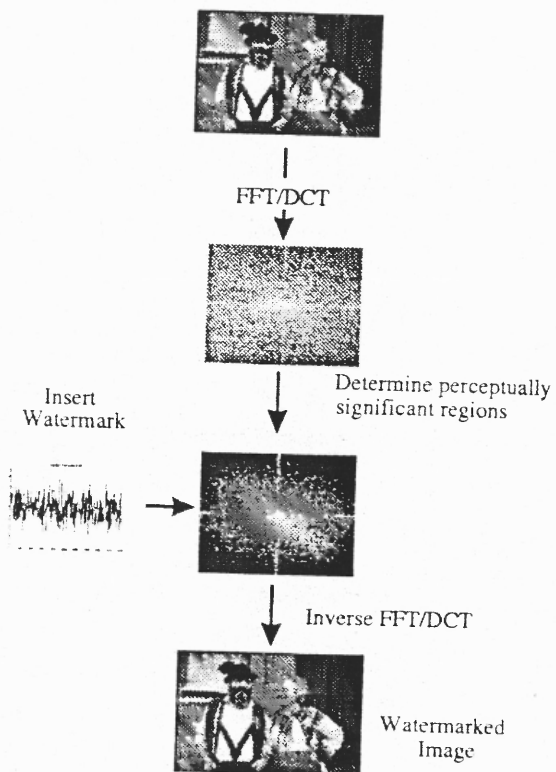 FFT/DCT
Determine perceptually
significant regions
Insert
Watermark
Inverse FFT/DCT
Watermarked
Image